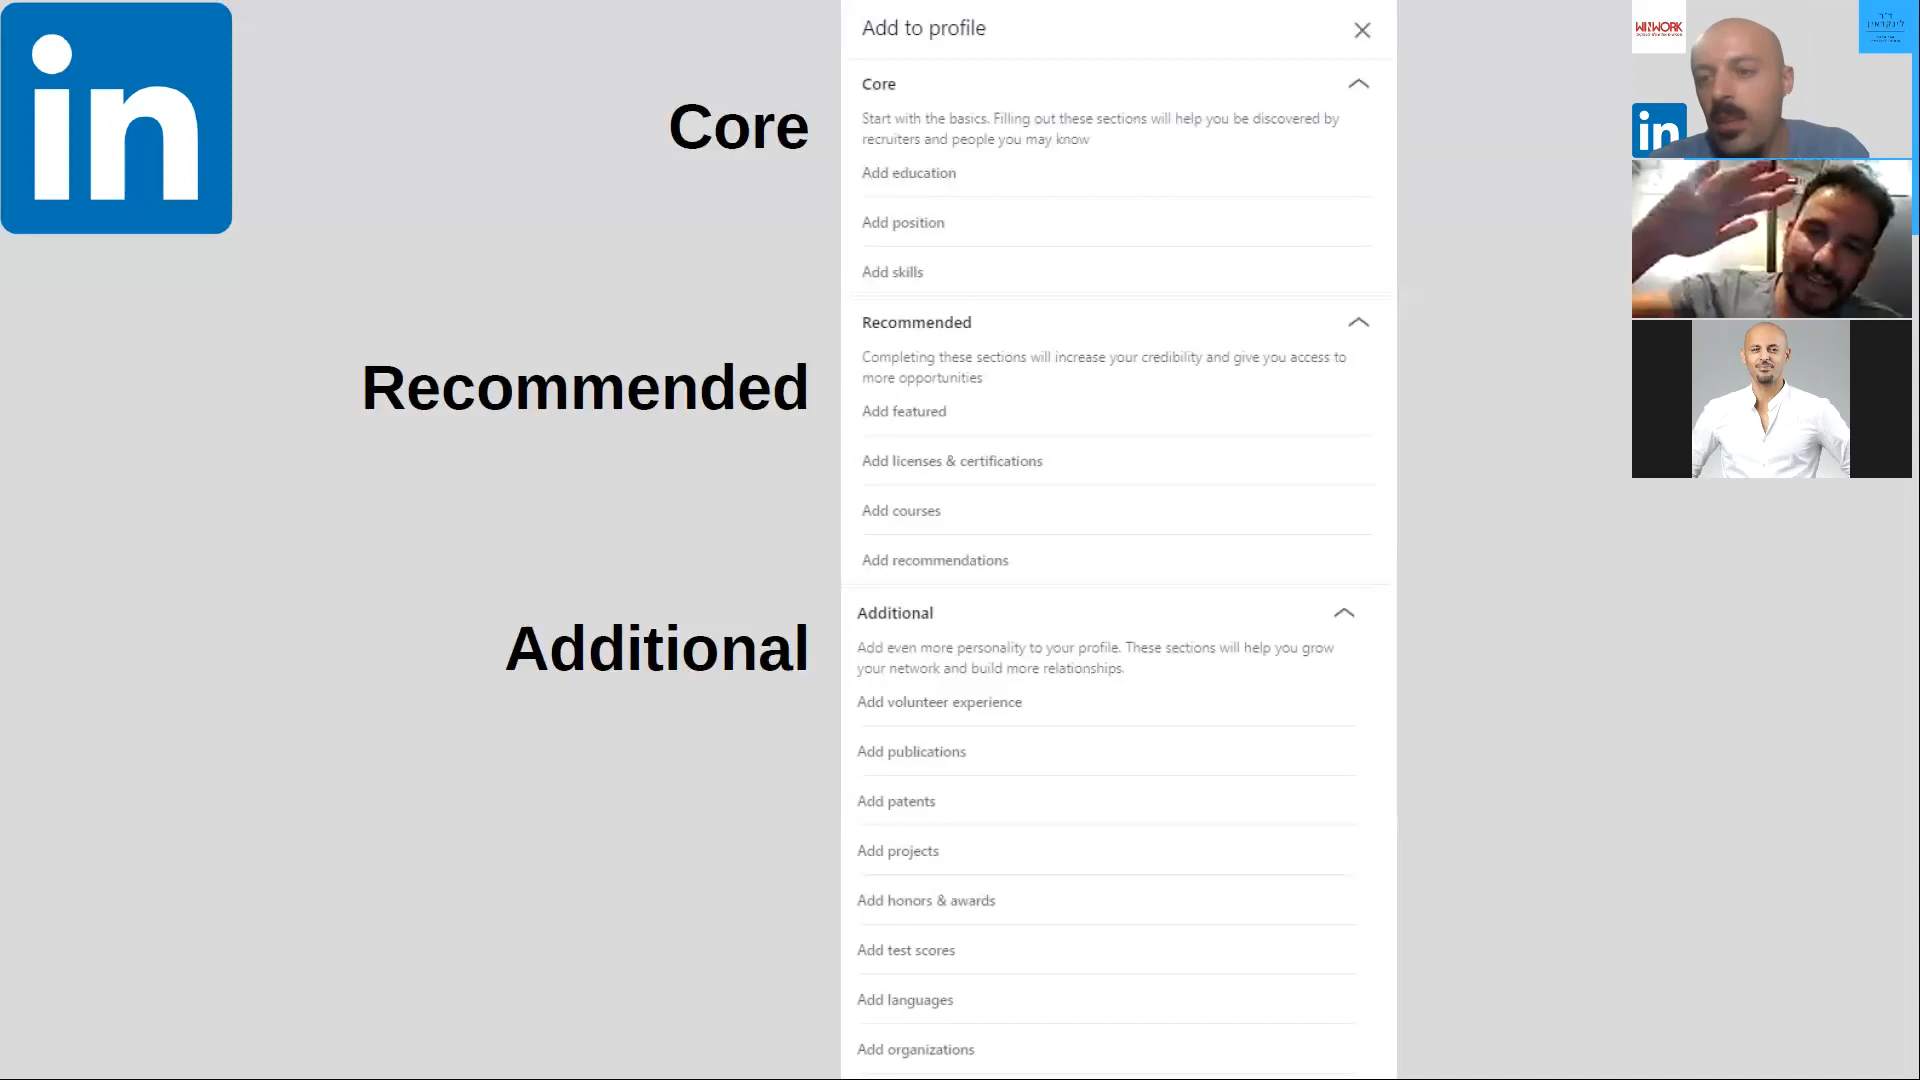 in
Core
Recommended
Additional
Add to profile
Core
Start with the basics. Filling out these sections will help you be discovered by
recruiters and people you may know
Add education
Add position
Add skills
Recommended
Completing these sections will increase your credibility and give you access to
more opportunities
Add featured
Add licenses & certifications
Add courses
Add recommendations
Additional
Add even more personality to your profile. These sections will help you grow
your network and build more relationships.
Add volunteer experience
Add publications
Add patents
Add projects
Add honors & awards
Add test scores
Add languages
Add organizations
WINWORK
ד"ר
לינקדאין
in